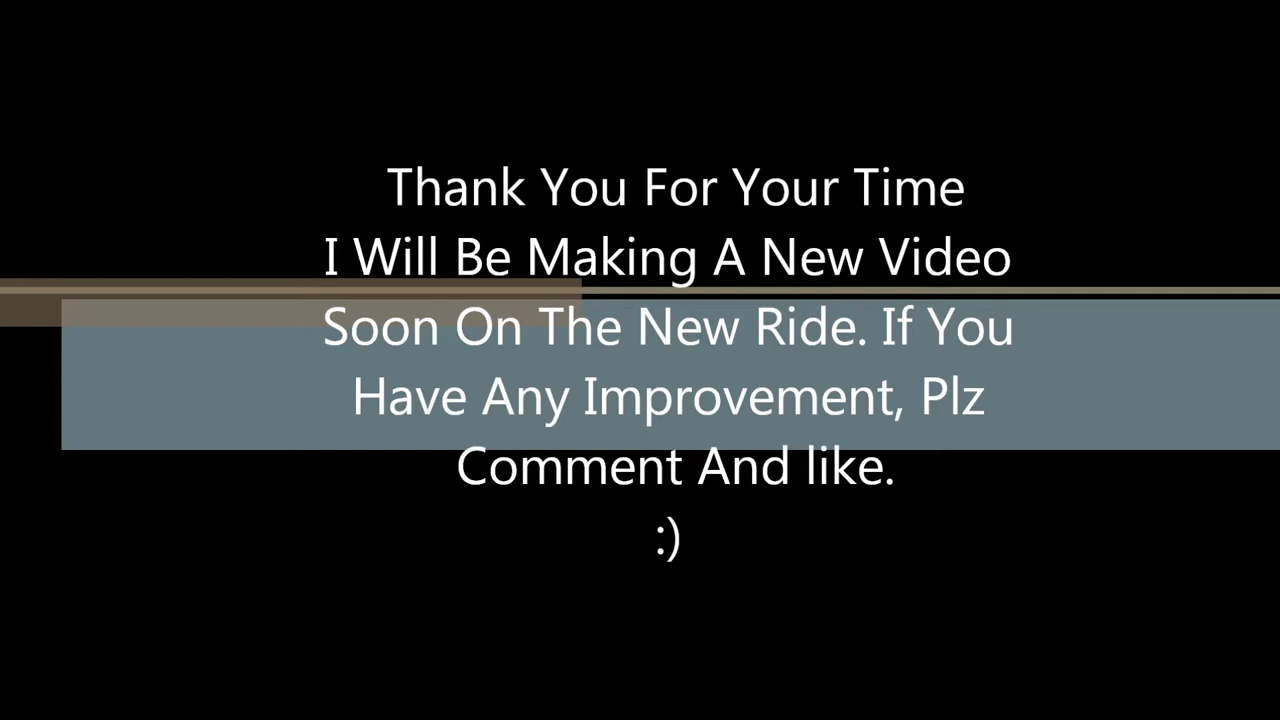 Thank You For Your Time
I Will Be Making A New Video
Soon On The New Ride. If You
Have Any Improvement, Plz
Comment And like.
:)